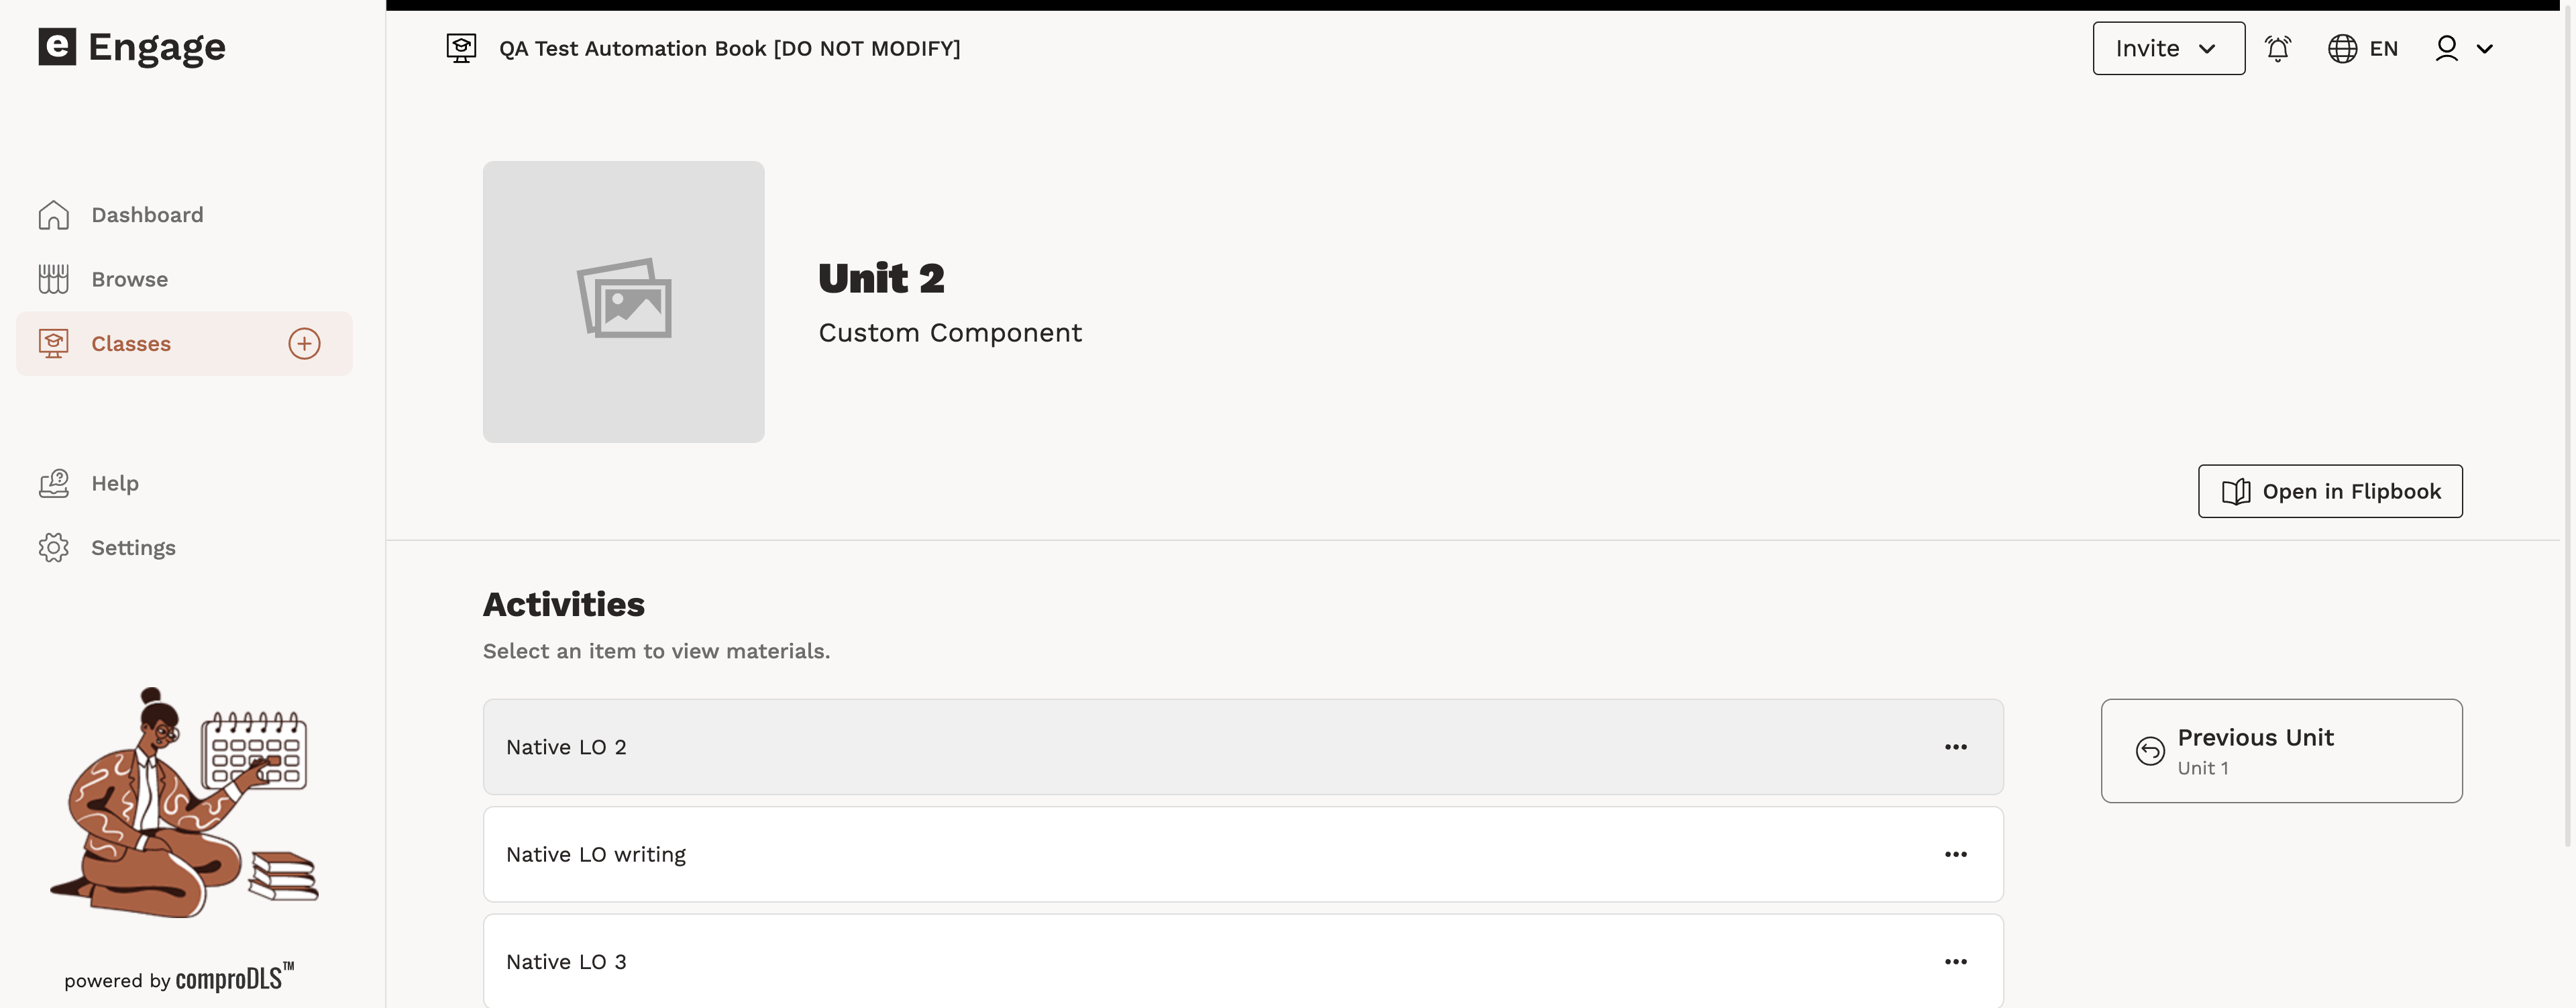 e Engage
QA Test Automation Book [DO NOT MODIFY]
Invite
EN
Dashboard
Browse
Classes
Help
Settings
powered by comproDLS™
Unit 2
Custom Component
Open in Flipbook
Activities
Select an item to view materials.
Native LO 2
Native LO writing
Native LO 3
Previous Unit
Unit 1